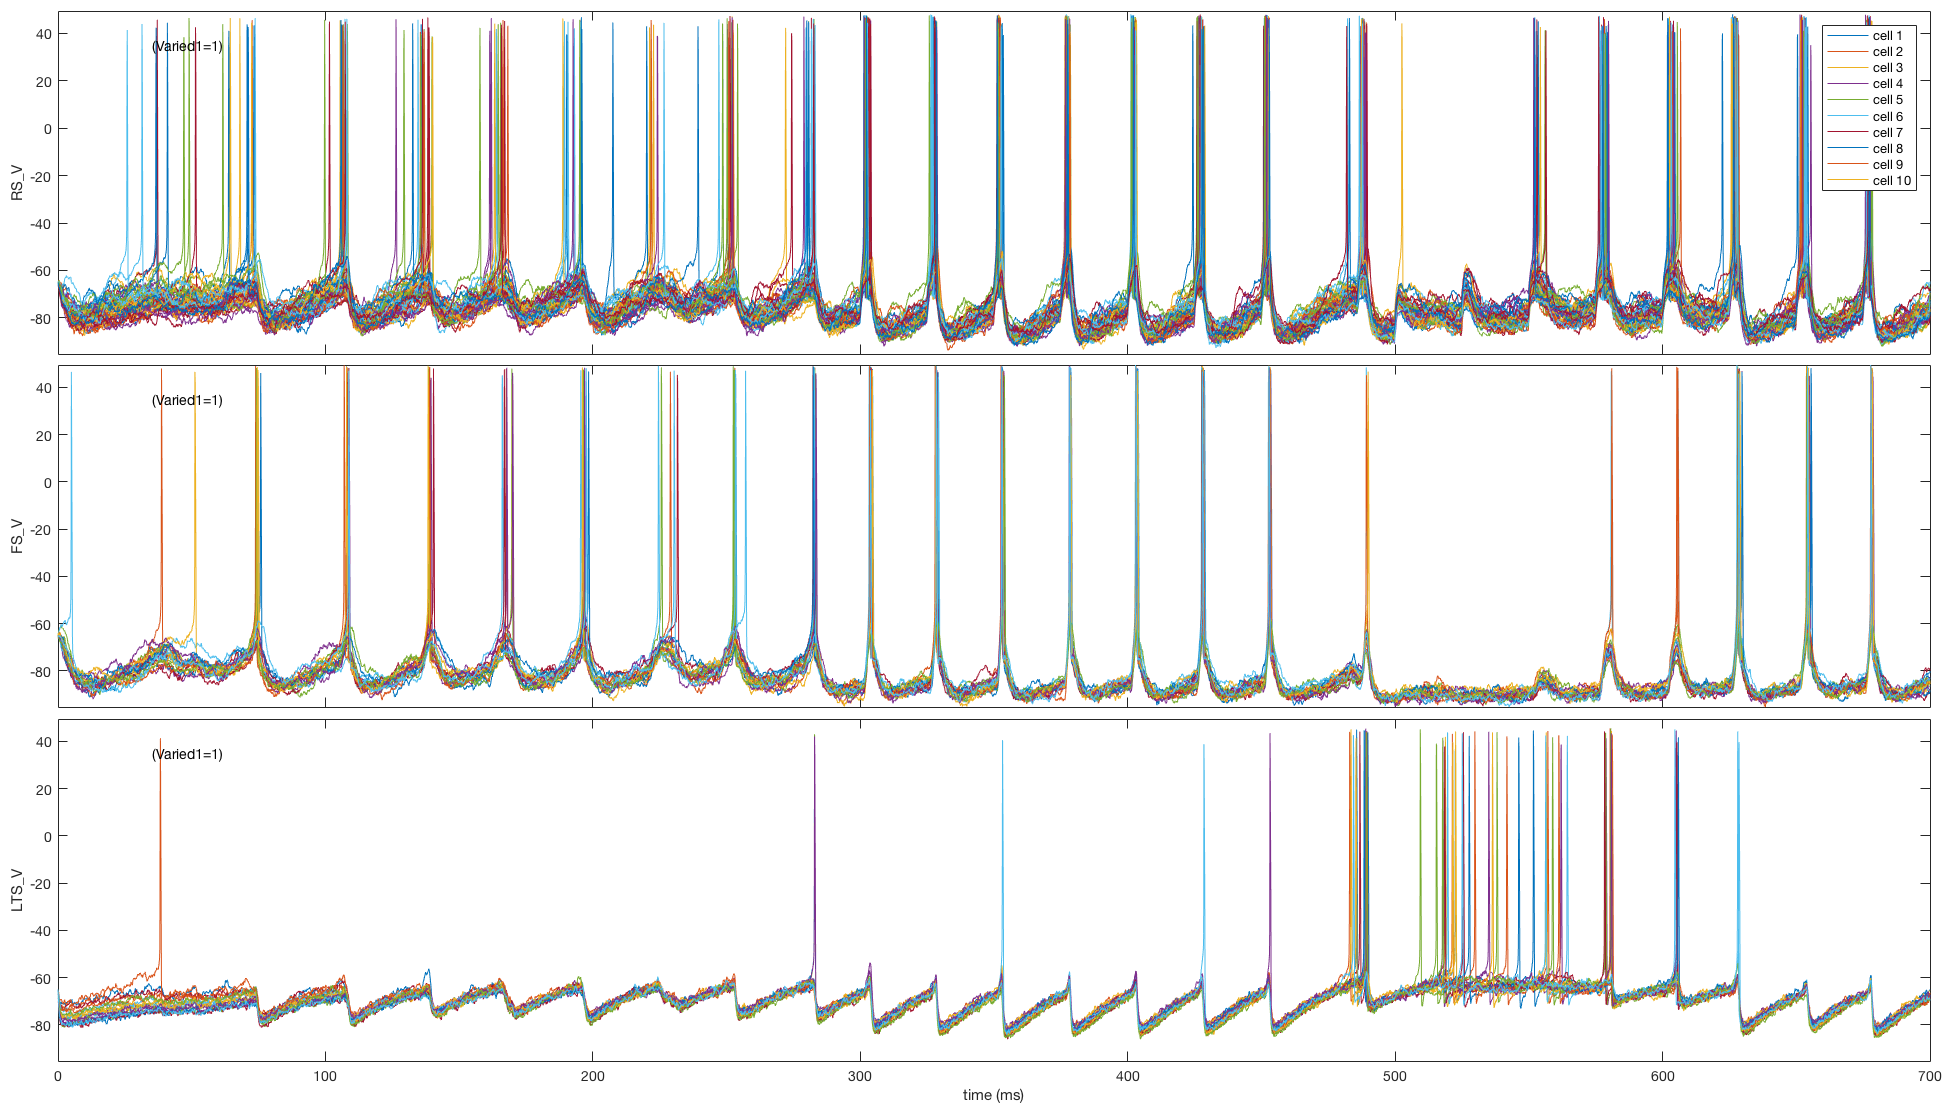 40
20
0
-20
-40
-60
-80
RS_V
(Varied1=1)
cell 1
cell 2
cell 3
cell 4
cell 5
cell 6
cell 7
cell 8
cell 9
cell 10
40
20
0
-20
-40
-60
-80
FS_V
(Varied1=1)
40
20
0
-20
-40
-60
-80
LTS_V
(Varied1=1)
0 100 200 300 400 500 600 700
time (ms)